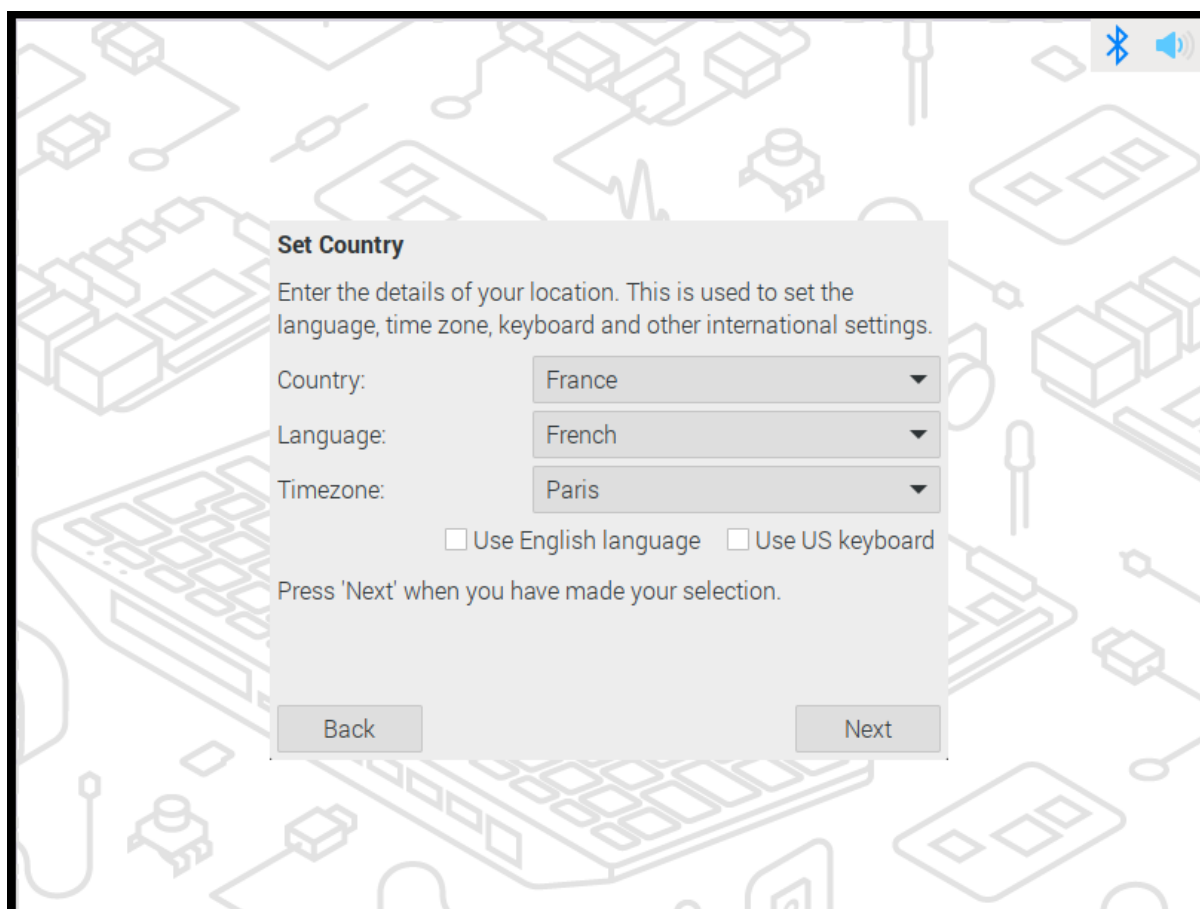 Set Country
Enter the details of your location. This is used to set the
language, time zone, keyboard and other international settings.
Country: France
Language: French
Timezone: Paris
Use English language Use US keyboard
Press 'Next' when you have made your selection.
Back Next